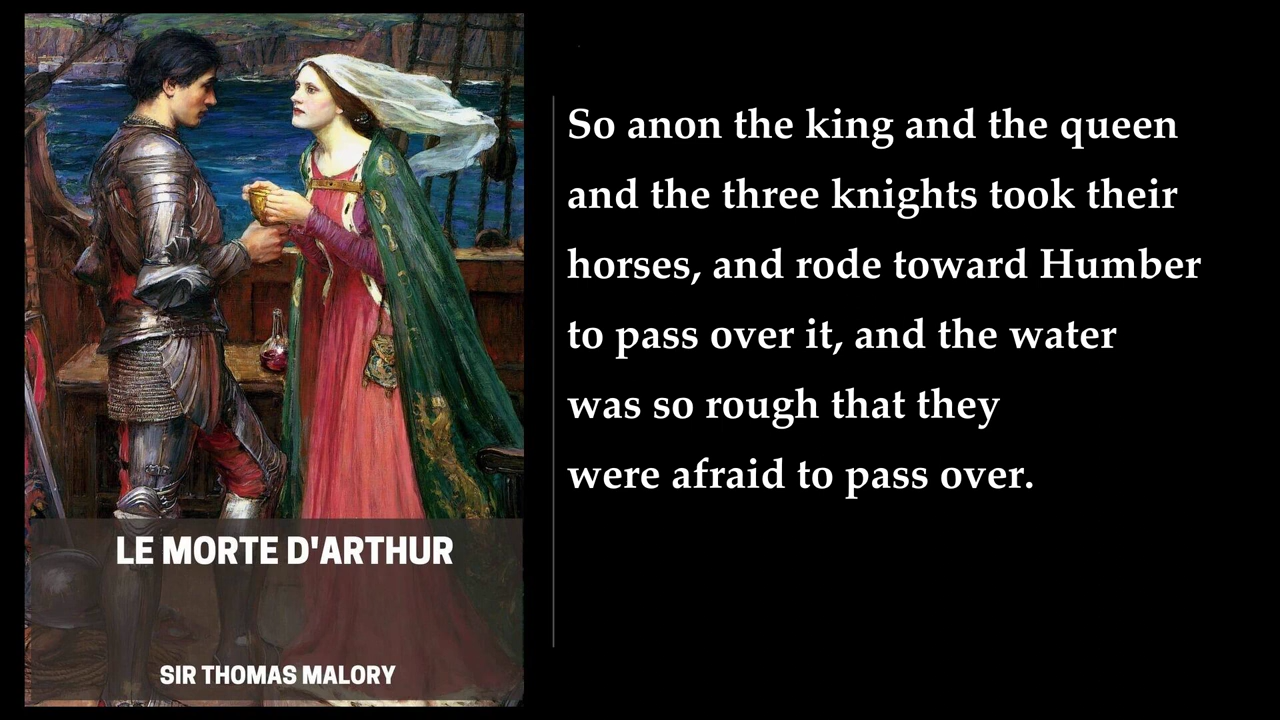 LE MORTE D'ARTHUR
SIR THOMAS MALORY
So anon the king and the queen
and the three knights took their
horses, and rode toward Humber
to pass over it, and the water
was so rough that they
were afraid to pass over.